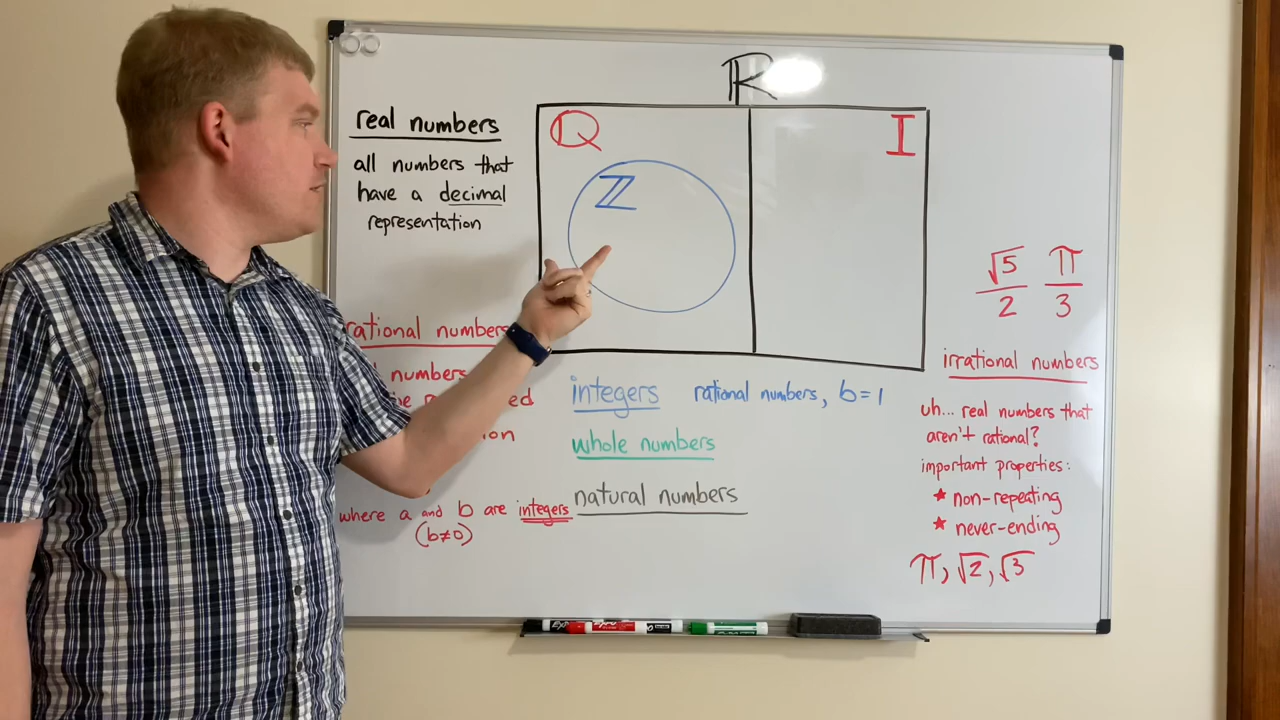 ℝ
real numbers
all numbers that
have a decimal
representation
ℚ
ℤ
I
√5/2 π/3
rational numbers
numbers
ed
ion
where a and b are integers
(b≠0)
integers rational numbers, b=1
whole numbers
natural numbers
irrational numbers
uh... real numbers that
aren't rational?
important properties:
★ non-repeating
★ never-ending
π, √2, √3